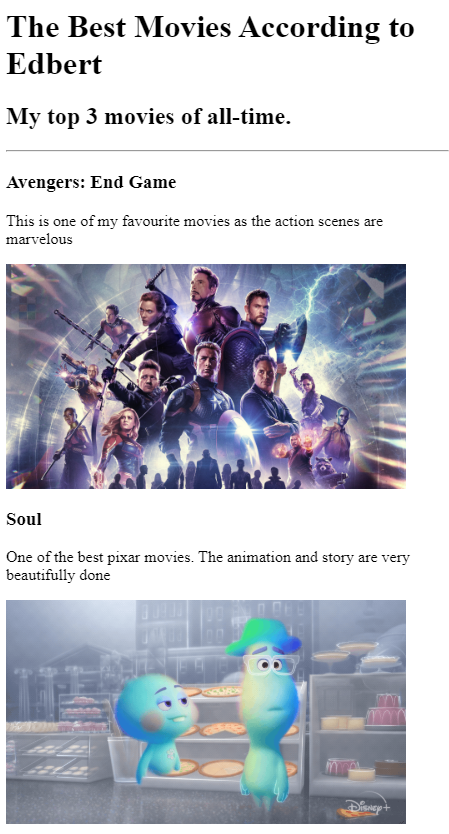 The Best Movies According to
Edbert
My top 3 movies of all-time.
Avengers: End Game
This is one of my favourite movies as the action scenes are
marvelous
Soul
One of the best pixar movies. The animation and story are very
beautifully done
Disney+